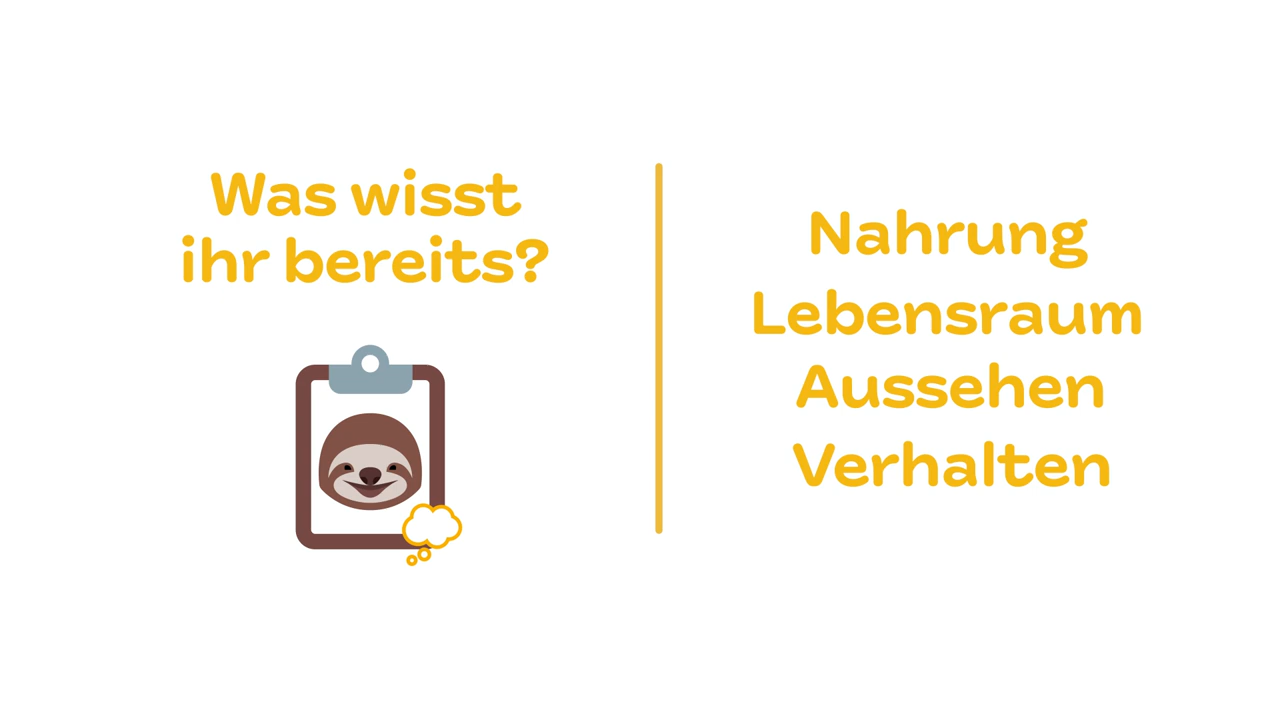 Was wisst
ihr bereits?
Nahrung
Lebensraum
Aussehen
Verhalten